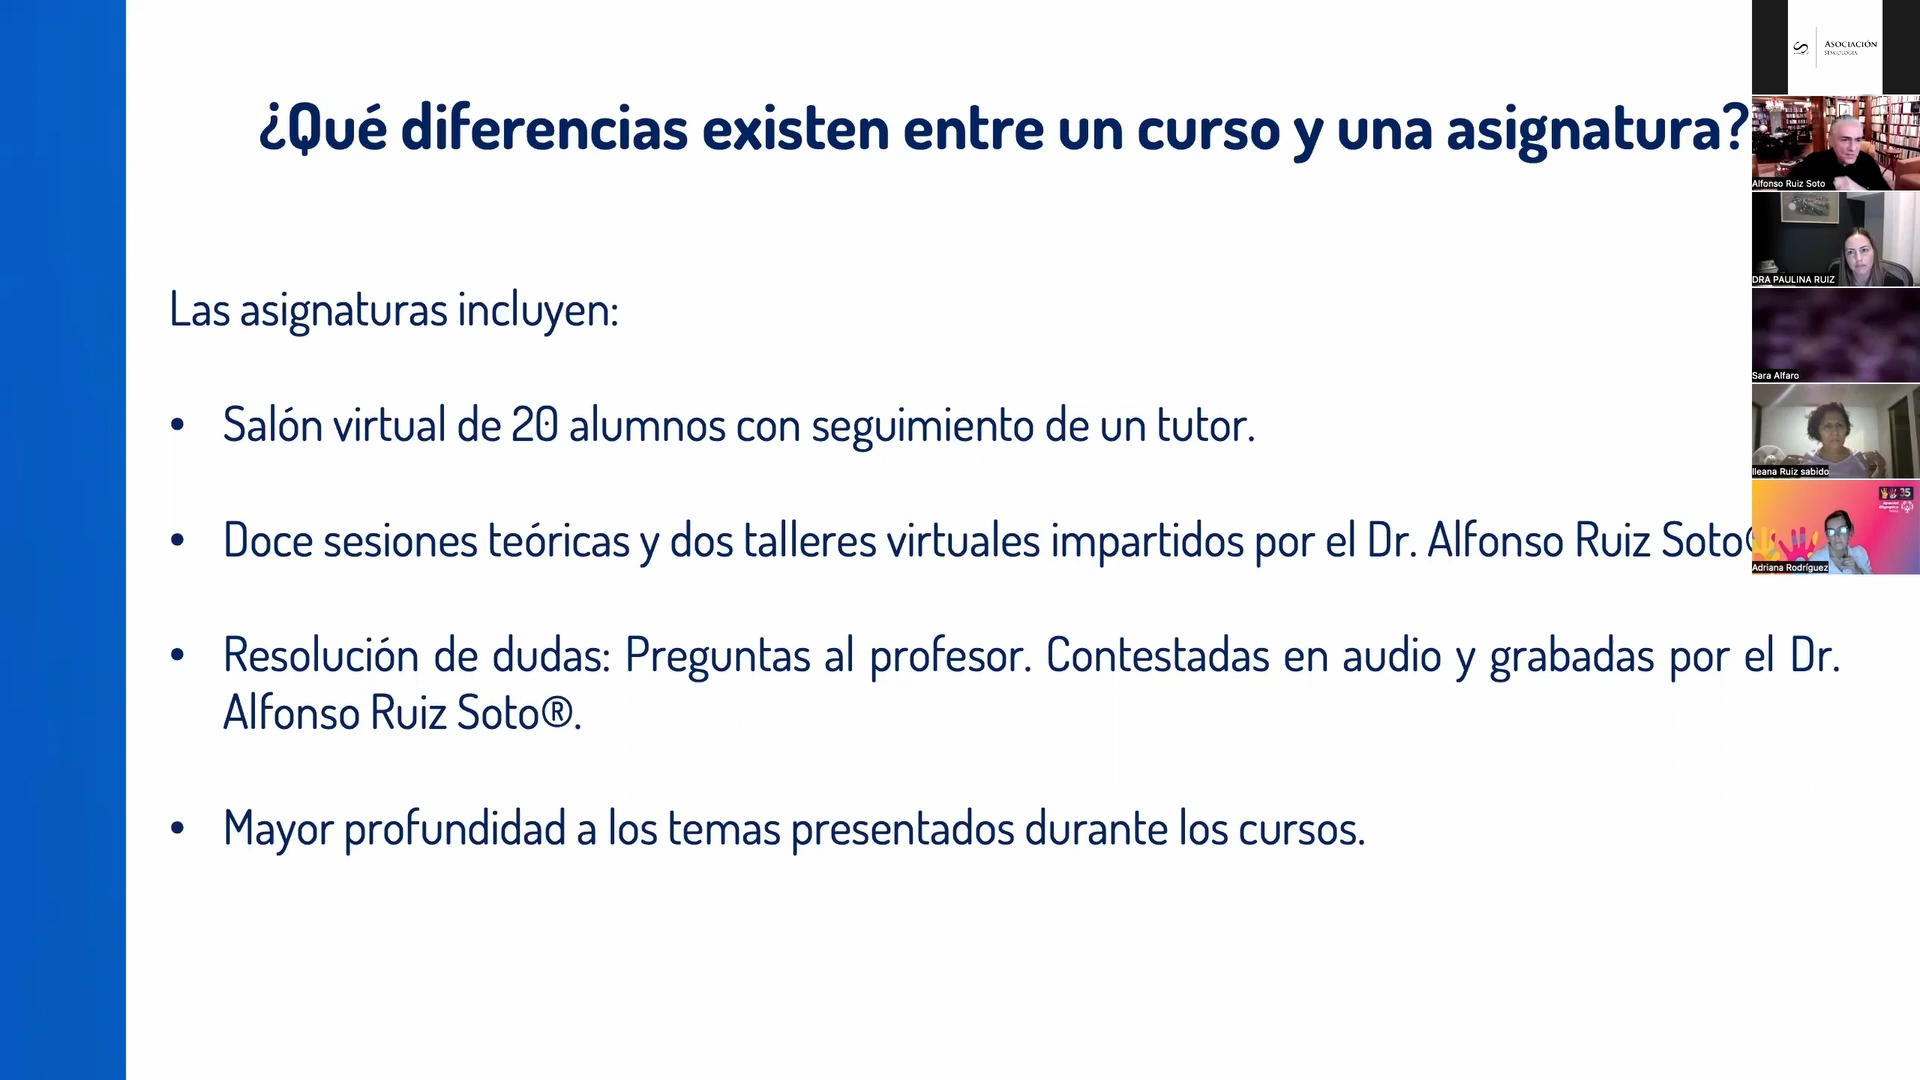 ¿Qué diferencias existen entre un curso y una asignatura?
Las asignaturas incluyen:
• Salón virtual de 20 alumnos con seguimiento de un tutor.
• Doce sesiones teóricas y dos talleres virtuales impartidos por el Dr. Alfonso Ruiz Soto
• Resolución de dudas: Preguntas al profesor. Contestadas en audio y grabadas por el Dr.
Alfonso Ruiz Soto®.
• Mayor profundidad a los temas presentados durante los cursos.
ASOCIACIÓN
Alfonso Ruiz Soto
DRA PAULINA RUIZ
Sara Alfaro
Ileana Ruiz sabido
35
Adriana Rodríguez